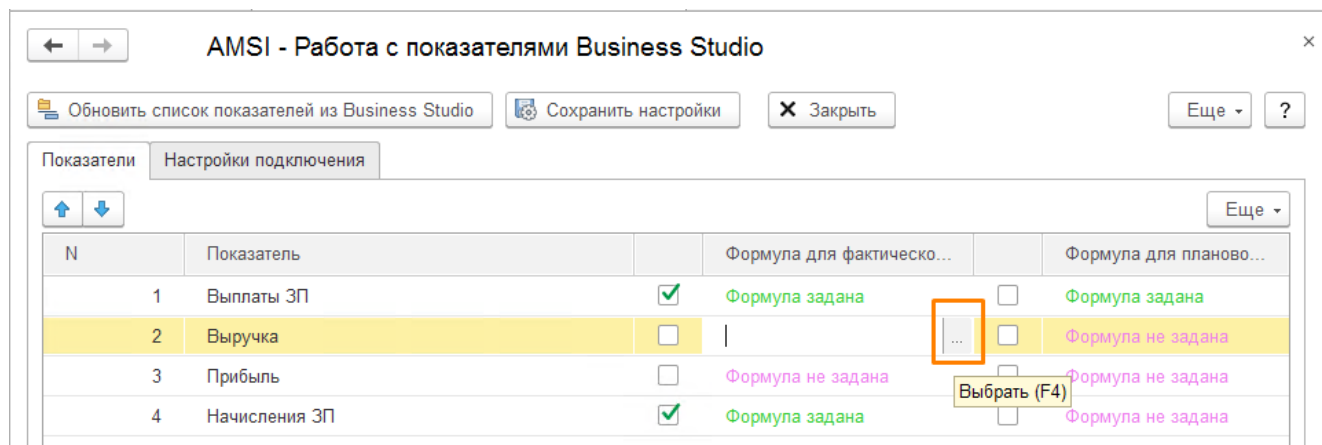 AMSI - Работа с показателями Business Studio
Обновить список показателей из Business Studio Сохранить настройки Закрыть Еще ?
Показатели Настройки подключения
Еще
N Показатель Формула для фактическо... Формула для планово...
1 Выплаты ЗП Формула задана Формула задана
2 Выручка ... Формула не задана
3 Прибыль Формула не задана Формула не задана
Выбрать (F4)
4 Начисления ЗП Формула задана Формула не задана